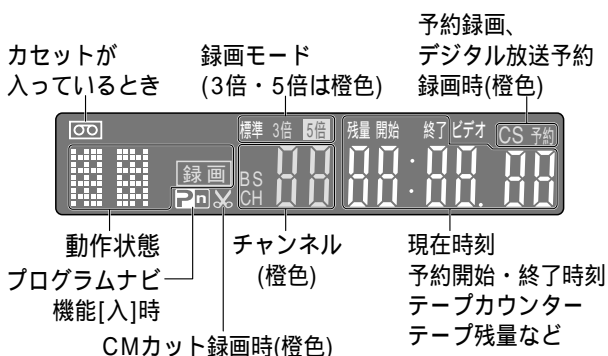 予約録画、
デジタル放送予約
録画時(橙色)
カセットが
入っているとき
録画モード
(3倍・5倍は橙色)
標準 3倍 5倍 残量 開始 終了 ビデオ CS 予約
録画
BS
CH
Pn
88 88:88. 88
動作状態
プログラムナビ
機能[入]時
CMカット録画時(橙色)
チャンネル
(橙色)
現在時刻
予約開始・終了時刻
テープカウンター
テープ残量など